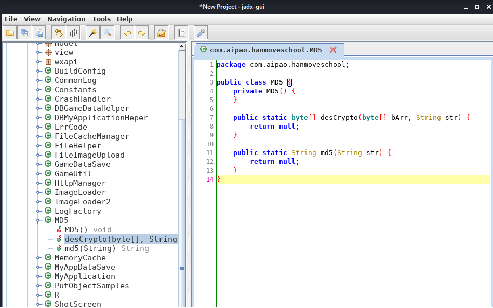 *New Project - jadx-gui
File View Navigation Tools Help
model
view
wxapi
BuildConfig
CommonLog
Constants
CrashHandler
DBGameDataHelper
DBMyApplicationHeper
ErrCode
FileCacheManager
FileHelper
FileImageUpload
GameDataSave
GameUtil
HttpManager
ImageLoader
ImageLoader2
LogFactory
MD5
MD5() void
desCrypto(byte[], String
md5(String) String
MemoryCache
MyAppDataSave
MyApplication
PutObjectSamples
R
ShotScreen
com.aipao.hanmoveschool.MD5
1 package com.aipao.hanmoveschool;
2
3 public class MD5 {
4 private MD5() {
5 }
6
7 public static byte[] desCrypto(byte[] bArr, String str) {
8 return null;
9 }
10
11 public static String md5(String str) {
12 return null;
13 }
14 }